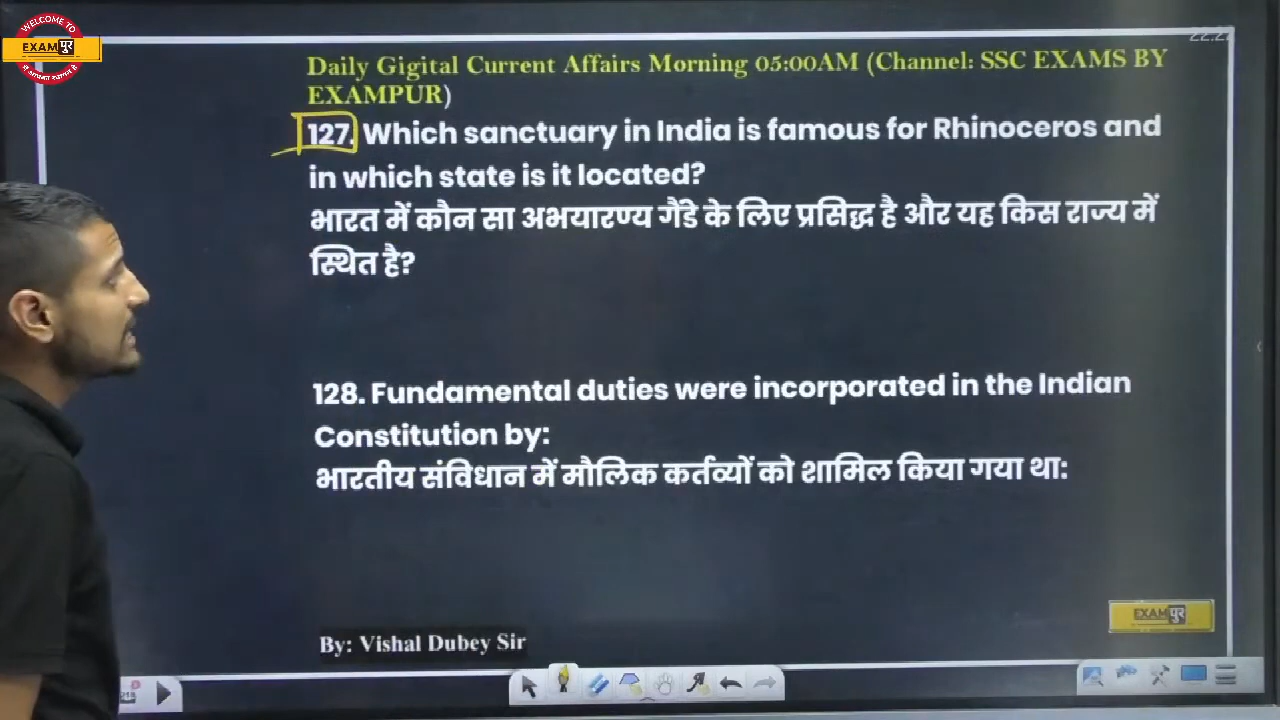 WELCOME TO
EXAMपुर
Daily Gigital Current Affairs Morning 05:00AM (Channel: SSC EXAMS BY
EXAMPUR)
127. Which sanctuary in India is famous for Rhinoceros and
in which state is it located?
भारत में कौन सा अभयारण्य गैंडे के लिए प्रसिद्ध है और यह किस राज्य में
स्थित है?
128. Fundamental duties were incorporated in the Indian
Constitution by:
भारतीय संविधान में मौलिक कर्तव्यों को शामिल किया गया था:
EXAMपुर
By: Vishal Dubey Sir